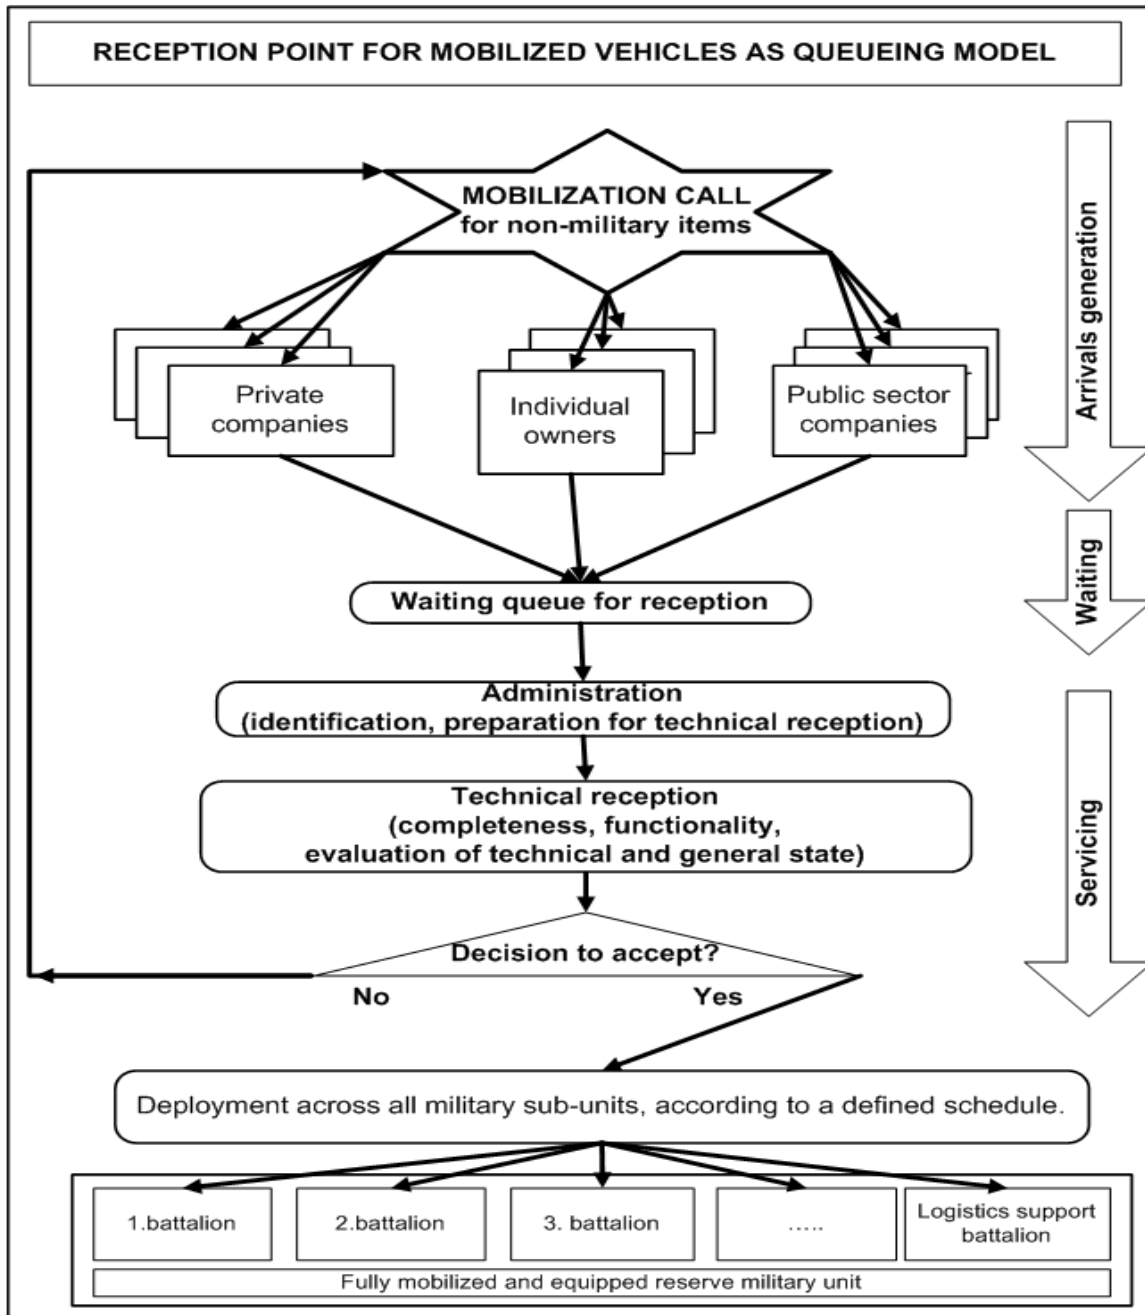 RECEPTION POINT FOR MOBILIZED VEHICLES AS QUEUEING MODEL
MOBILIZATION CALL
for non-military items
Arrivals generation
Private
companies
Individual
owners
Public sector
companies
Waiting queue for reception
Waiting
Administration
(identification, preparation for technical reception)
Technical reception
(completeness, functionality,
evaluation of technical and general state)
Servicing
Decision to accept?
No
Yes
Deployment across all military sub-units, according to a defined schedule.
1.battalion
2.battalion
3. battalion
.....
Logistics support
battalion
Fully mobilized and equipped reserve military unit